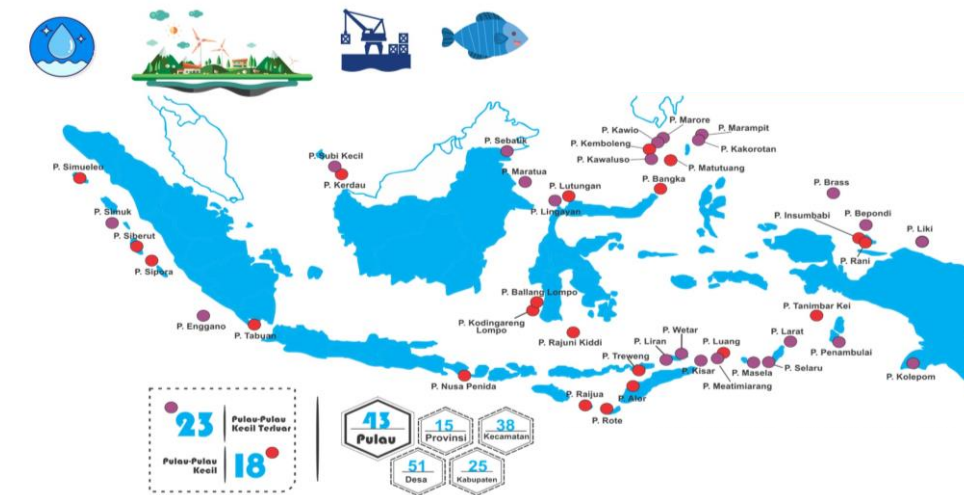 P. Marore
P. Marampit
P. Kawio
P. Kemboleng
P. Kakorotan
P. Sebatik
P. Kawaluso
P. Matutuang
P. Subi Kecil
P. Simueleu
P. Maratua
P. Lutungan
P. Bangka
P. Kerdau
P. Brass
P. Lingayan
P. Simuk
P. Insumbabi
P. Bepondi
P. Liki
P. Siberut
P. Rani
P. Sipora
P. Ballang Lompo
P. Tanimbar Kei
P. Enggano
P. Kodingareng
Lompo
P. Tabuan
P. Rajuni Kiddi
P. Wetar
P. Liran
P. Luang
P. Larat
P. Penambulai
P. Treweng
P. Kisar
P. Masela
P. Selaru
P. Meatimiarang
P. Kolepom
P. Nusa Penida
P. Raijua
P. Alor
P. Rote
23
Pulau-Pulau
Kecil Terluar
Pulau-Pulau
Kecil
18
43
Pulau
15
Provinsi
38
Kecamatan
51
Desa
25
Kabupaten